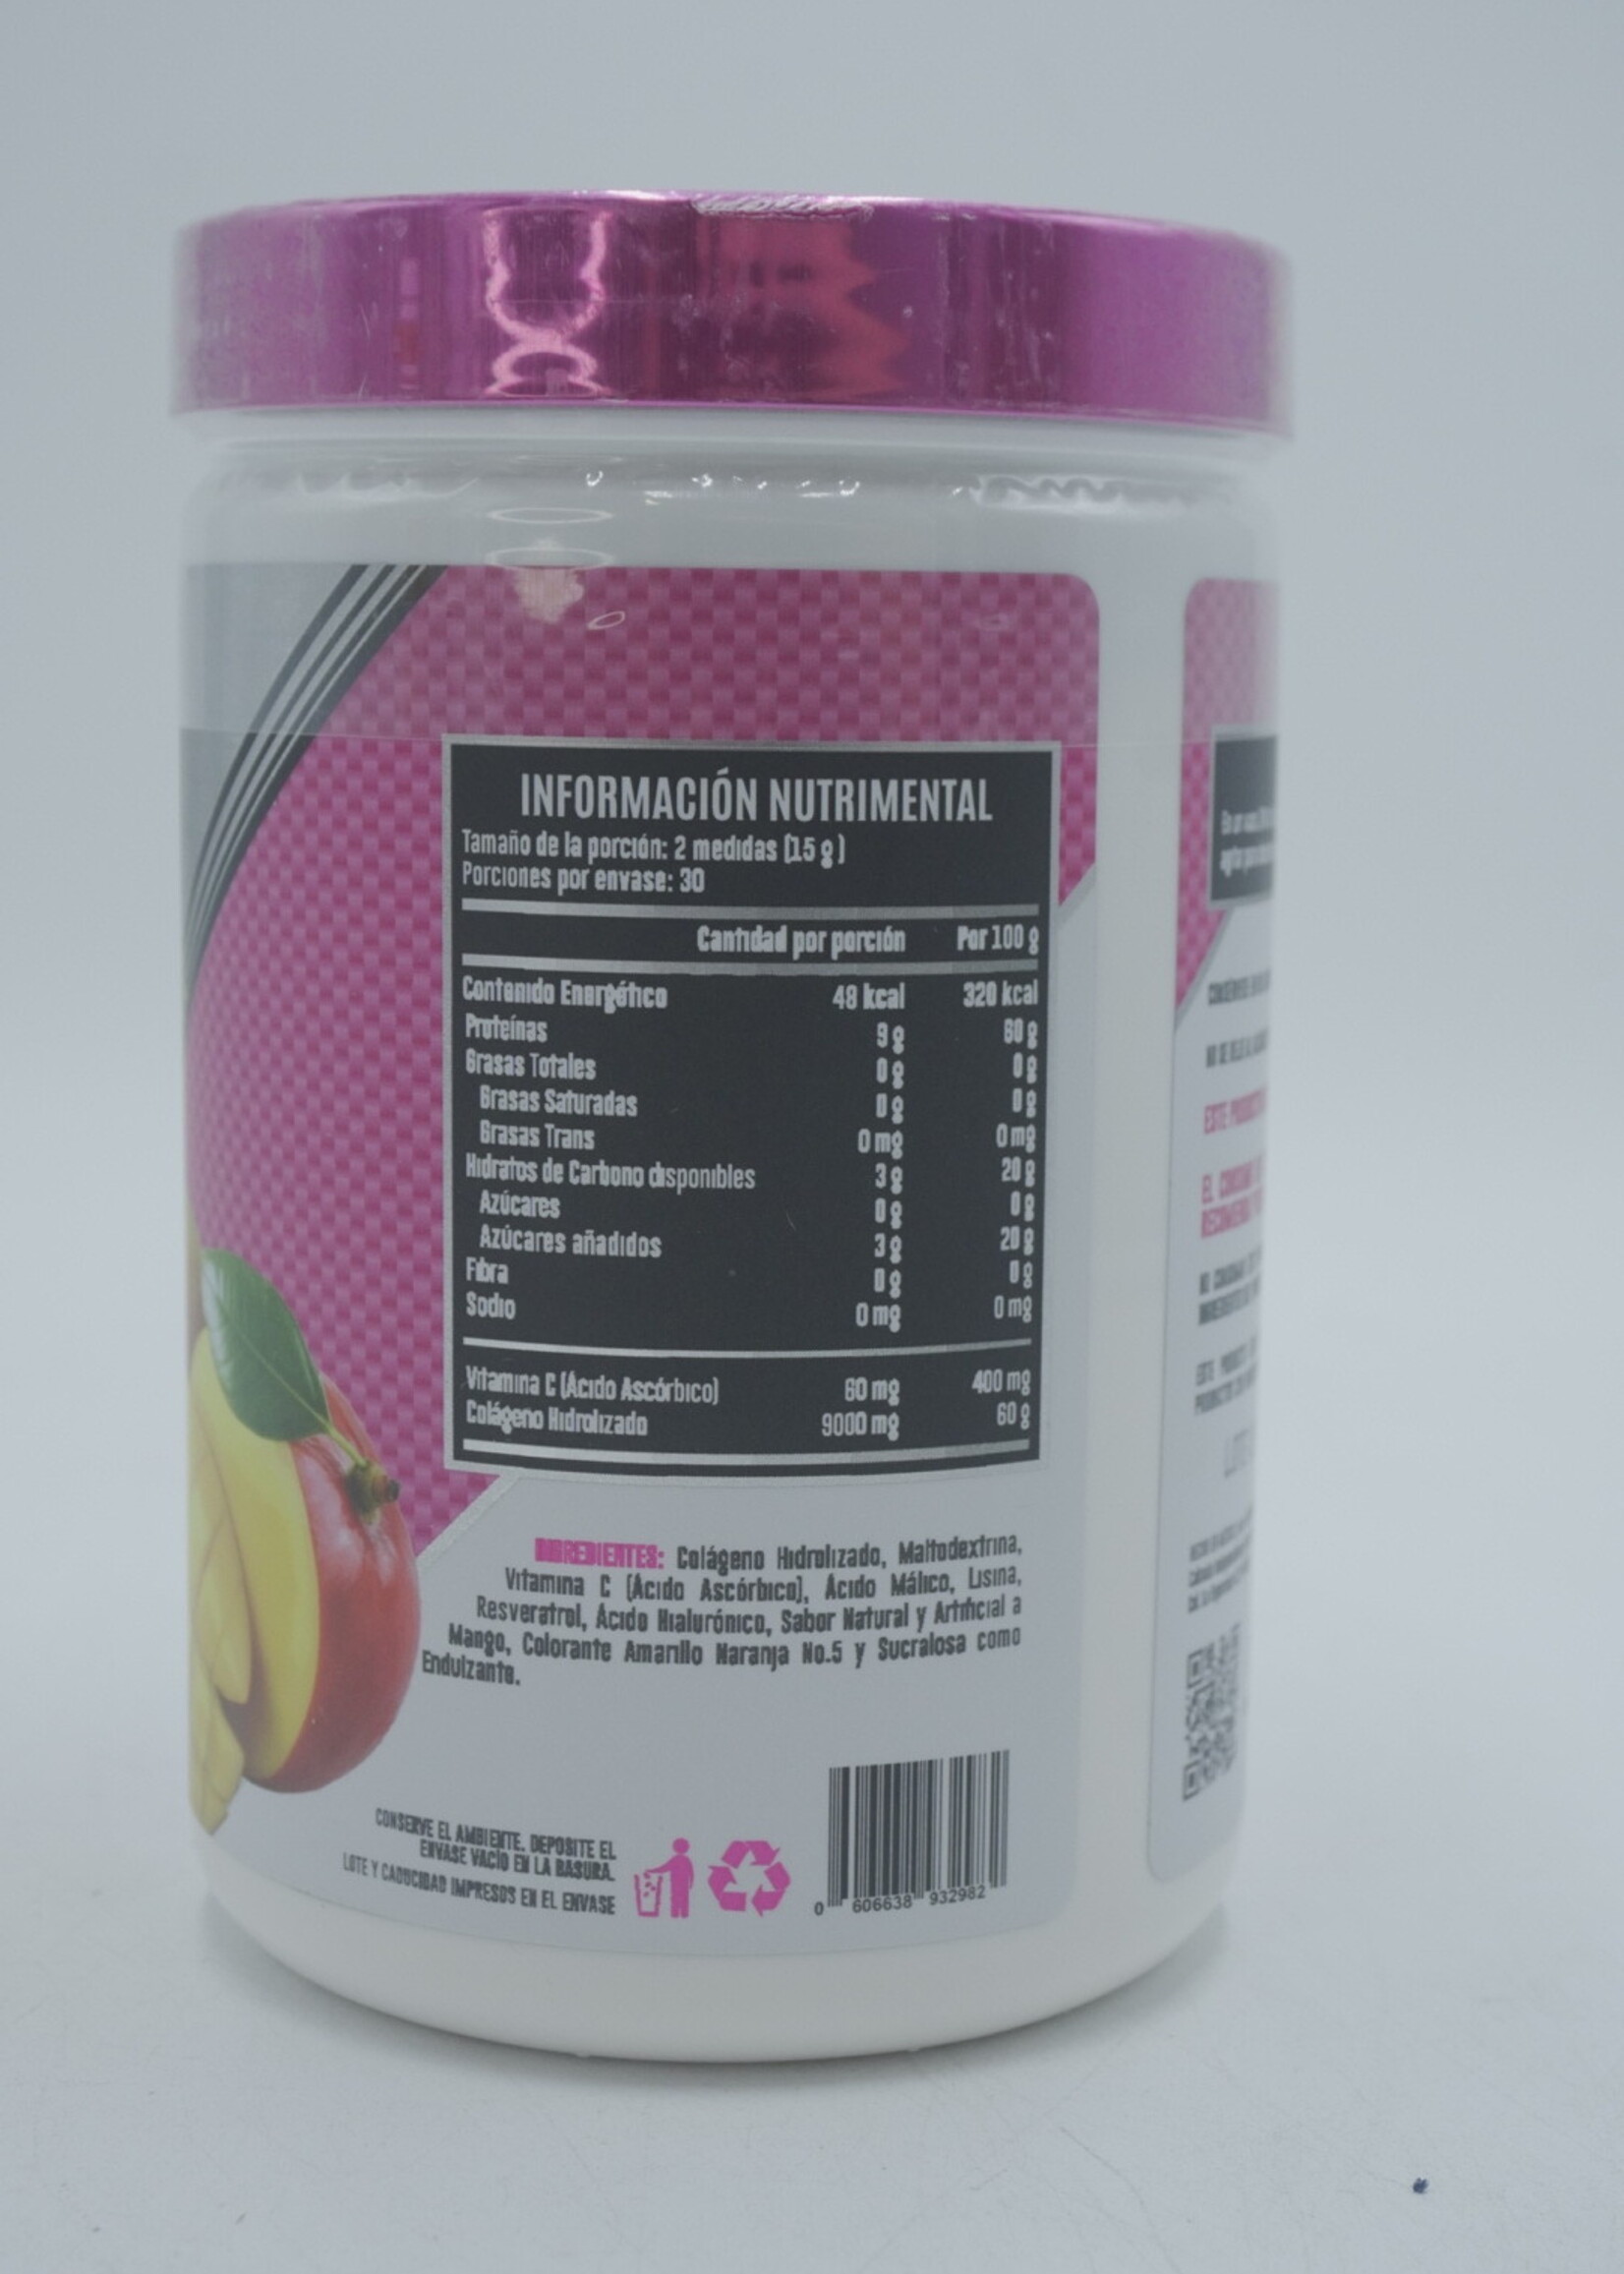 INFORMACIÓN NUTRIMENTAL
Tamaño de la porción: 2 medidas (15 g)
Porciones por envase: 30
Cantidad por porción Por 100 g
Contenido Energético 48 kcal 320 kcal
Proteínas 9 g 60 g
Grasas Totales 0 g 0 g
Grasas Saturadas 0 g 0 g
Grasas Trans 0 mg 0 mg
Hidratos de Carbono disponibles 3 g 20 g
Azúcares 0 g 0 g
Azúcares añadidos 3 g 20 g
Fibra 0 g 0 g
Sodio 0 mg 0 mg
Vitamina C (Ácido Ascórbico) 60 mg 400 mg
Colágeno Hidrolizado 9000 mg 60 g
INGREDIENTES: Colágeno Hidrolizado, Maltodextrina,
Vitamina C (Ácido Ascórbico), Ácido Málico, Lisina,
Resveratrol, Ácido Hialurónico, Sabor Natural y Artificial a
Mango, Colorante Amarillo Naranja No.5 y Sucralosa como
Endulzante.
CONSERVE EL AMBIENTE. DEPOSITE EL
ENVASE VACÍO EN LA BASURA.
LOTE Y CADUCIDAD IMPRESOS EN EL ENVASE
0 606638 932982
ESTE
EL